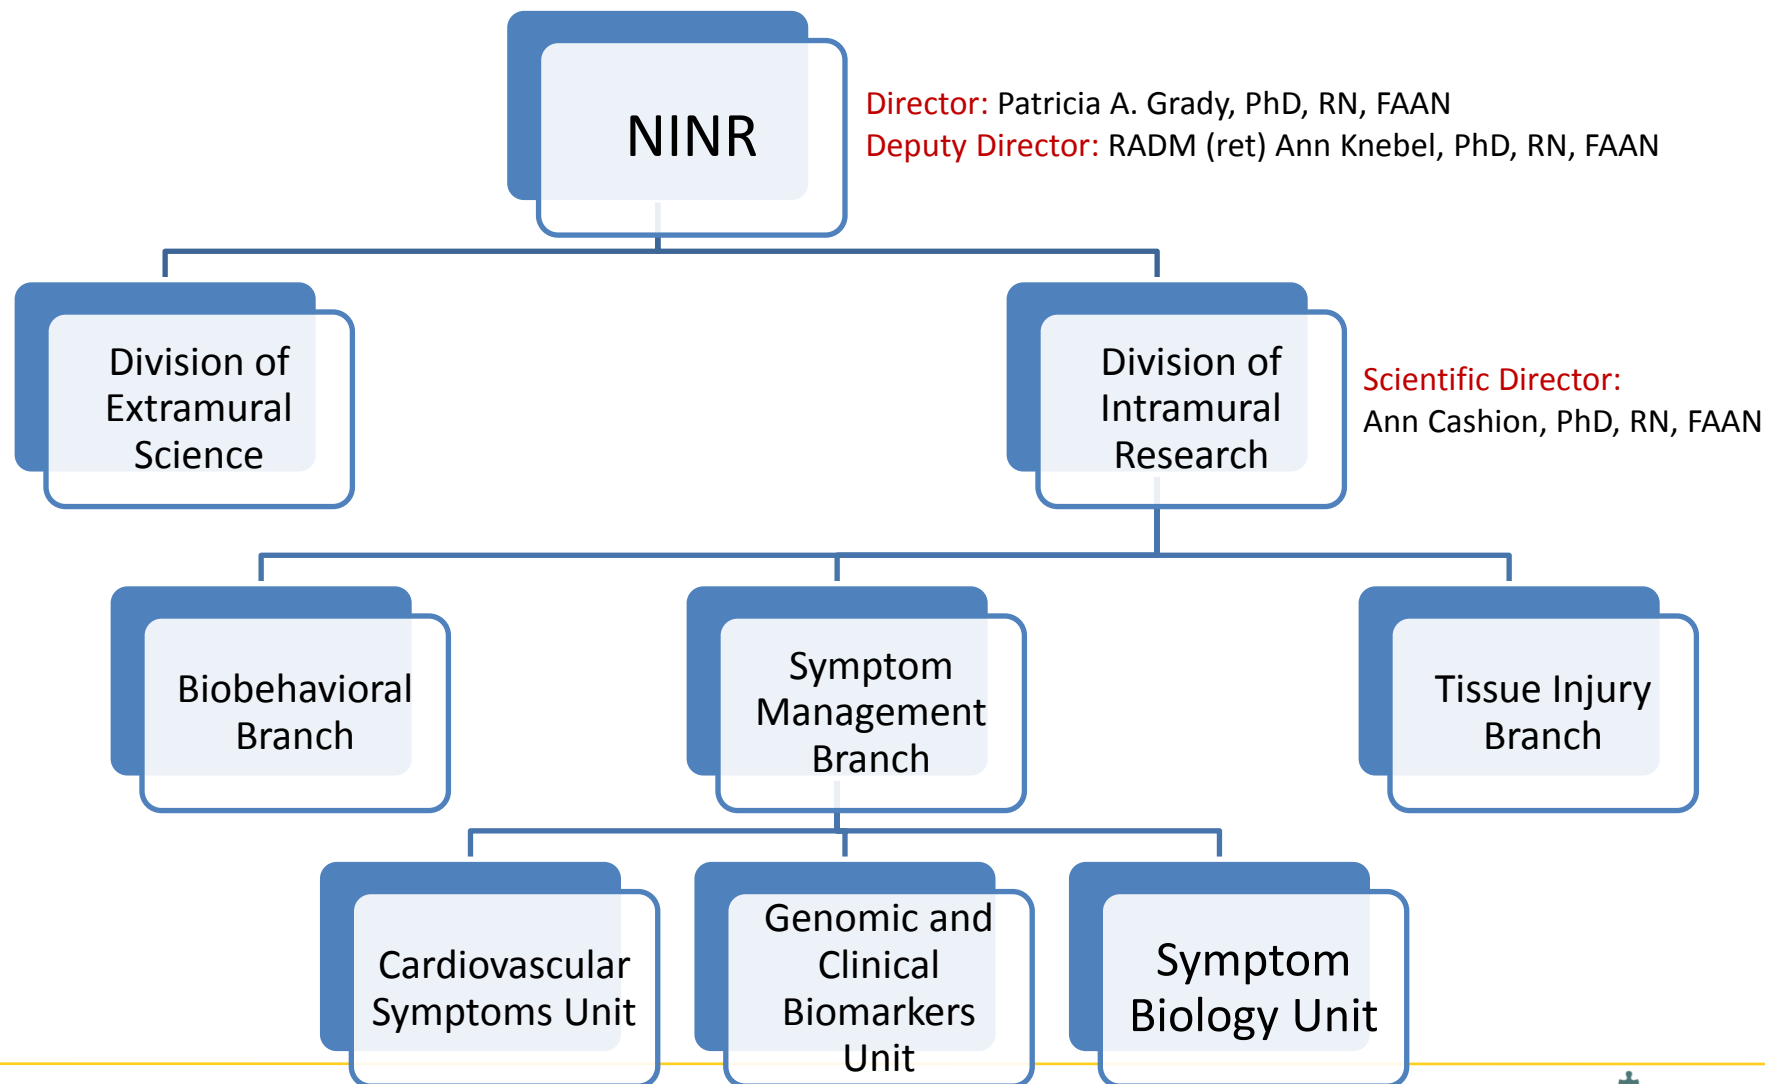 NINR
Director: Patricia A. Grady, PhD, RN, FAAN
Deputy Director: RADM (ret) Ann Knebel, PhD, RN, FAAN
Division of
Extramural
Science
Division of
Intramural
Research
Scientific Director:
Ann Cashion, PhD, RN, FAAN
Biobehavioral
Branch
Symptom
Management
Branch
Tissue Injury
Branch
Cardiovascular
Symptoms Unit
Genomic and
Clinical
Biomarkers
Unit
Symptom
Biology Unit